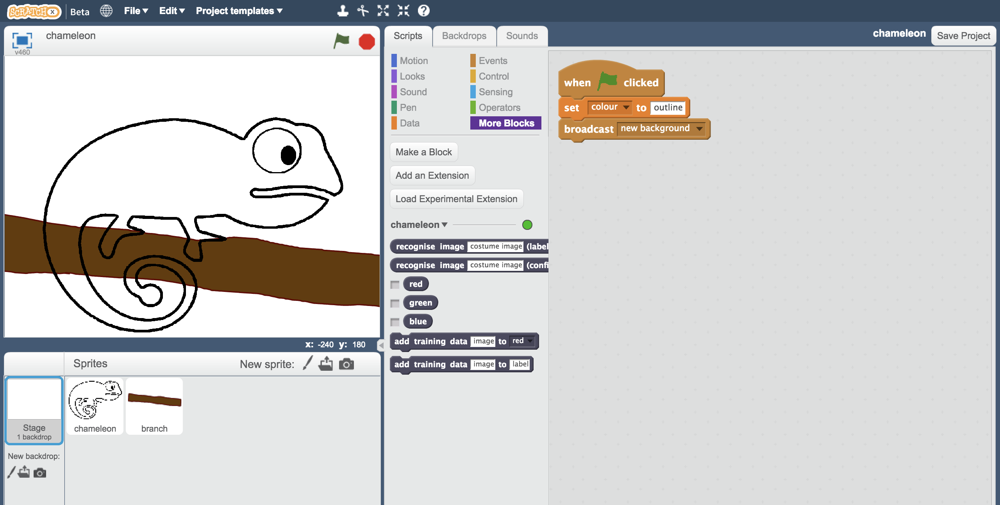 SCRATCHX Beta File Edit Project templates
v460 chameleon
Scripts Backdrops Sounds chameleon Save Project
Motion Events
Looks Control
Sound Sensing
Pen Operators
Data More Blocks
Make a Block
Add an Extension
Load Experimental Extension
chameleon
recognise image costume image (label
recognise image costume image (confi
red
green
blue
add training data image to red
add training data image to label
when clicked
set colour to outline
broadcast new background
x: -240 y: 180
Sprites New sprite:
Stage
1 backdrop
chameleon
branch
New backdrop: